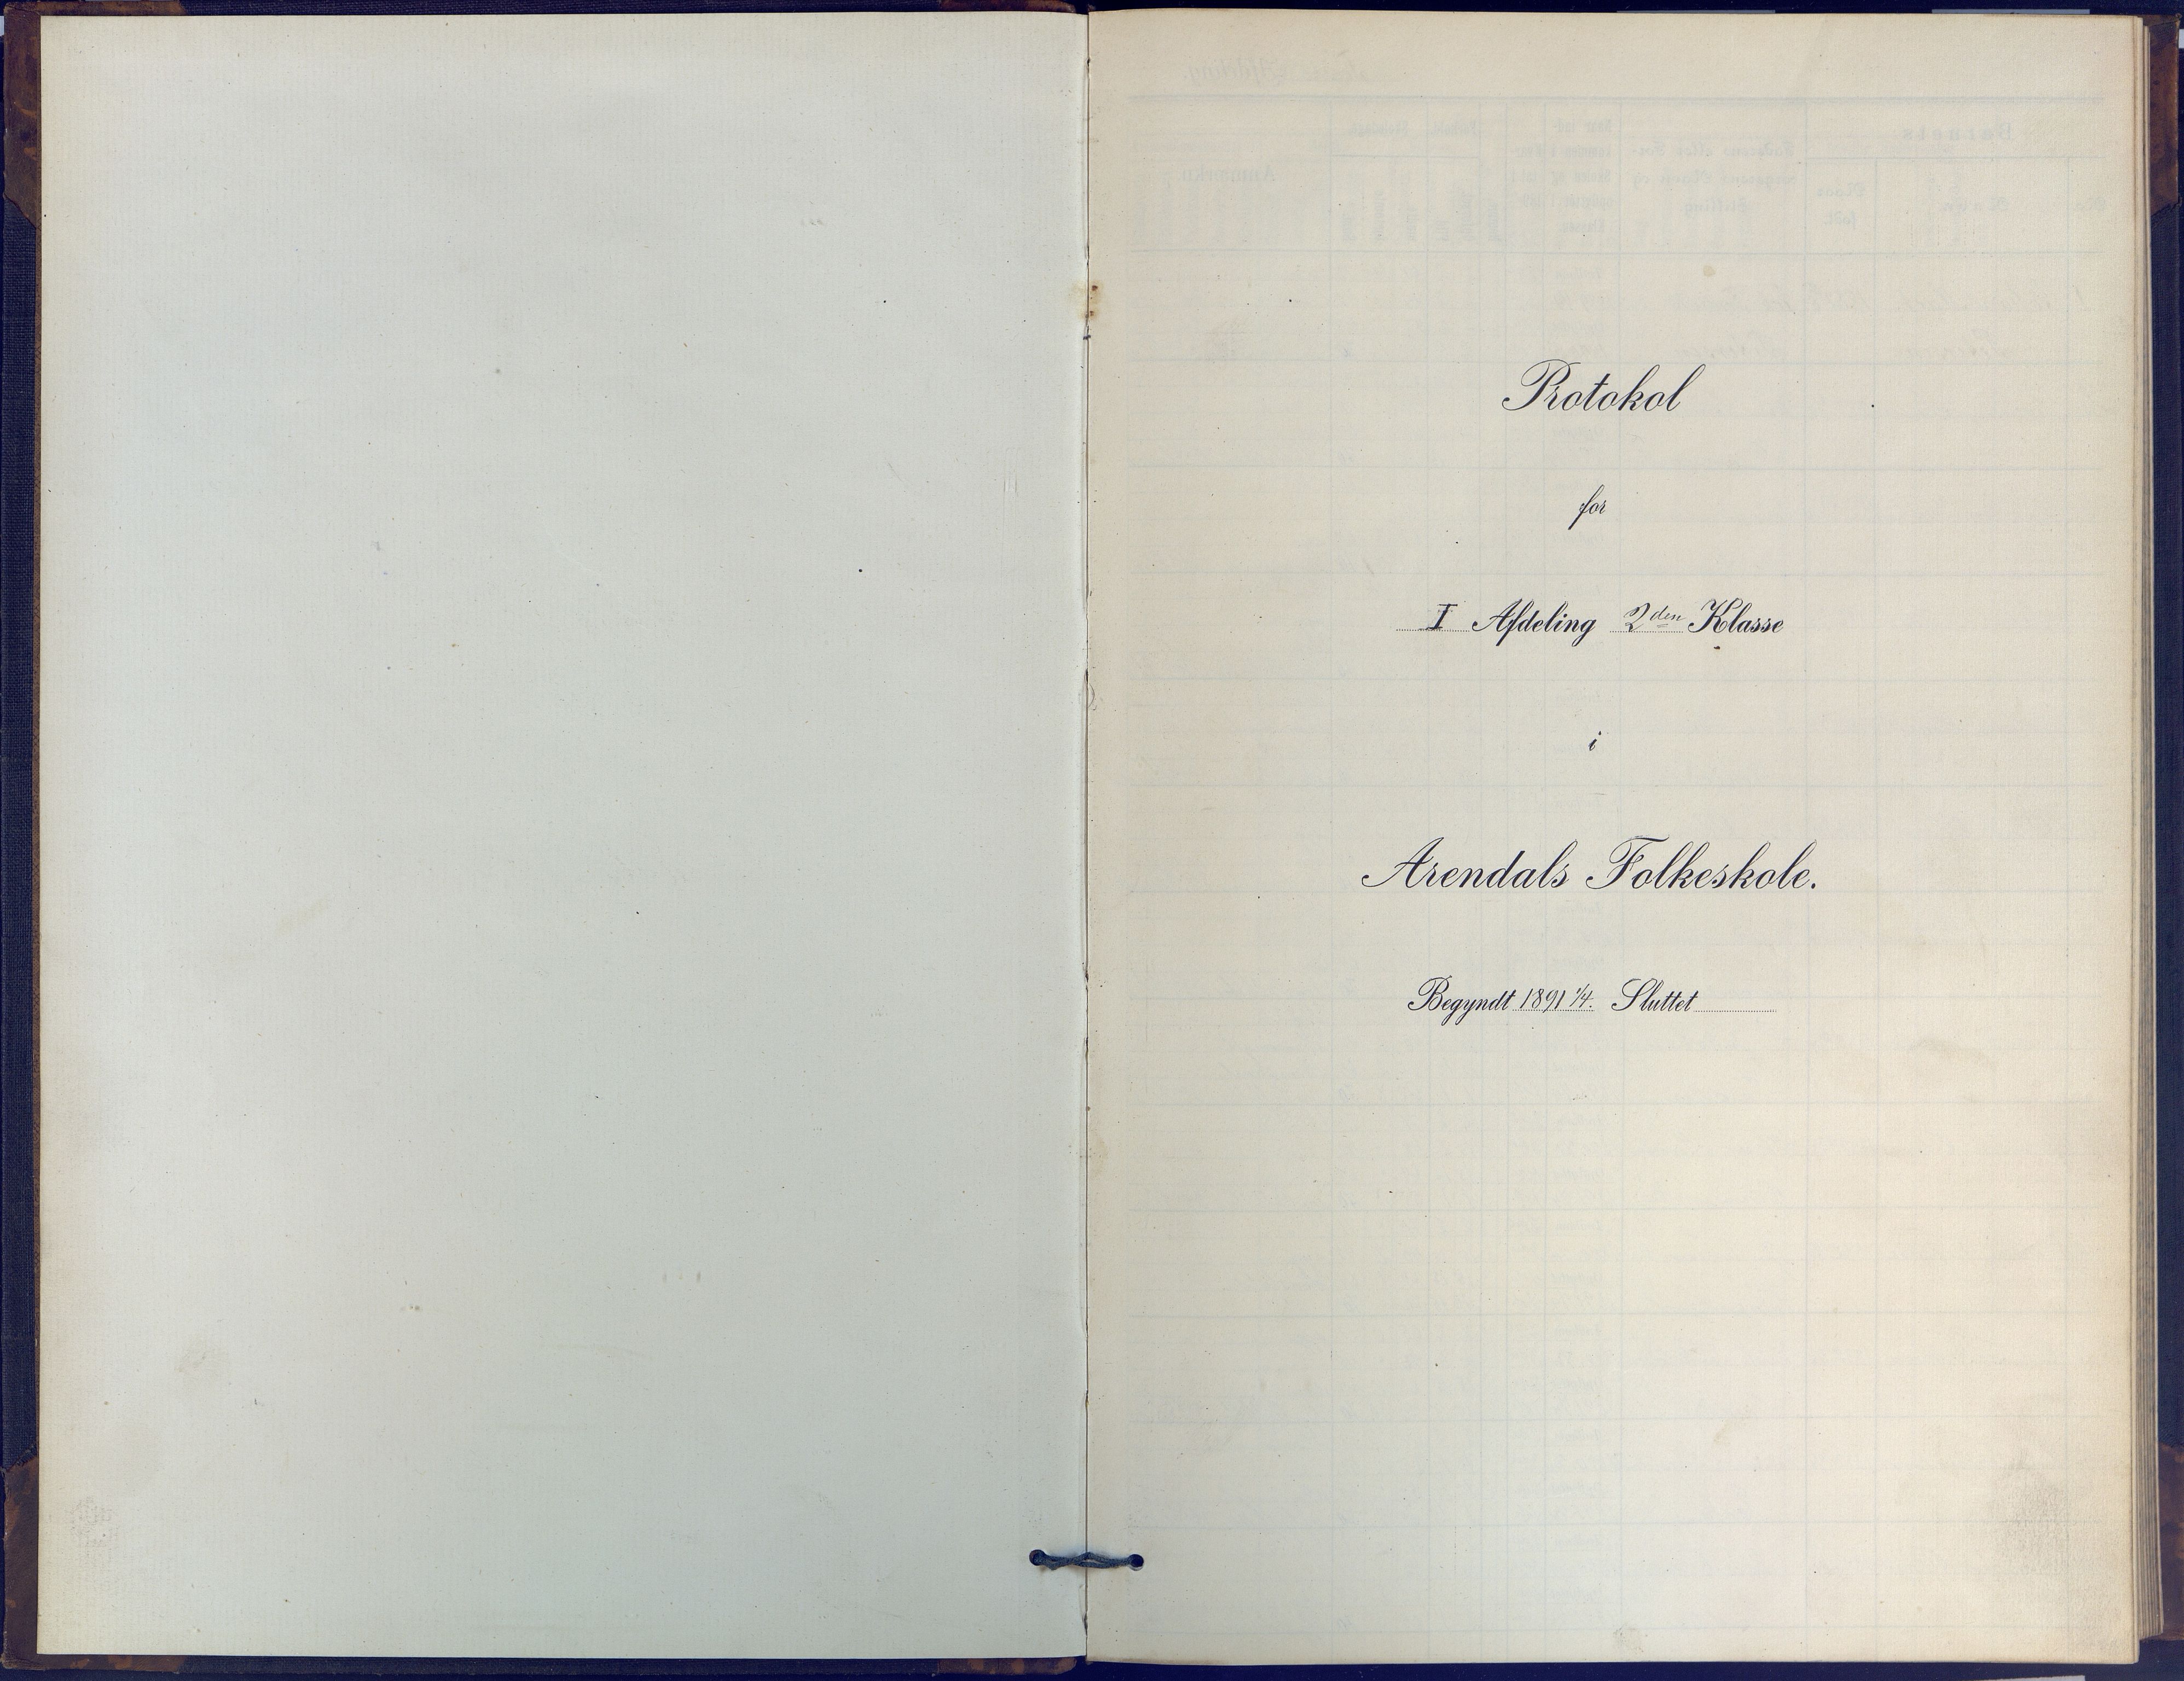 Protokol
for
I Afdeling 2den Klasse
i
Arendals Folkeskole.
Begyndt 1891 1/4. Sluttet